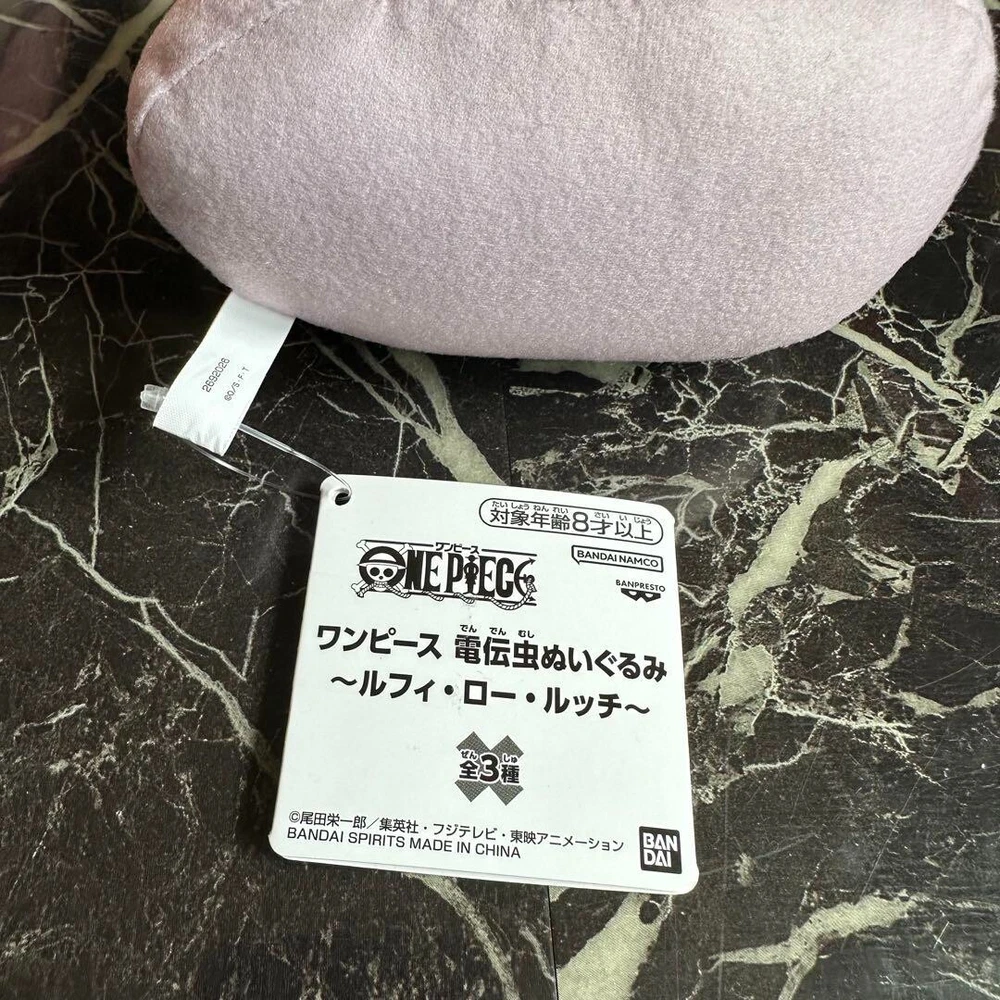 2692028
©O/S・F・T
たいしょうねんれい さい いじょう
対象年齢8才以上
ワンピース
ONE PIECE
BANDAI NAMCO
BANPRESTO
でんでんむし
ワンピース 電伝虫ぬいぐるみ
～ルフィ・ロー・ルッチ～
ぜん しゅ
全3種
©尾田栄一郎／集英社・フジテレビ・東映アニメーション
BANDAI SPIRITS MADE IN CHINA
BAN
DAI